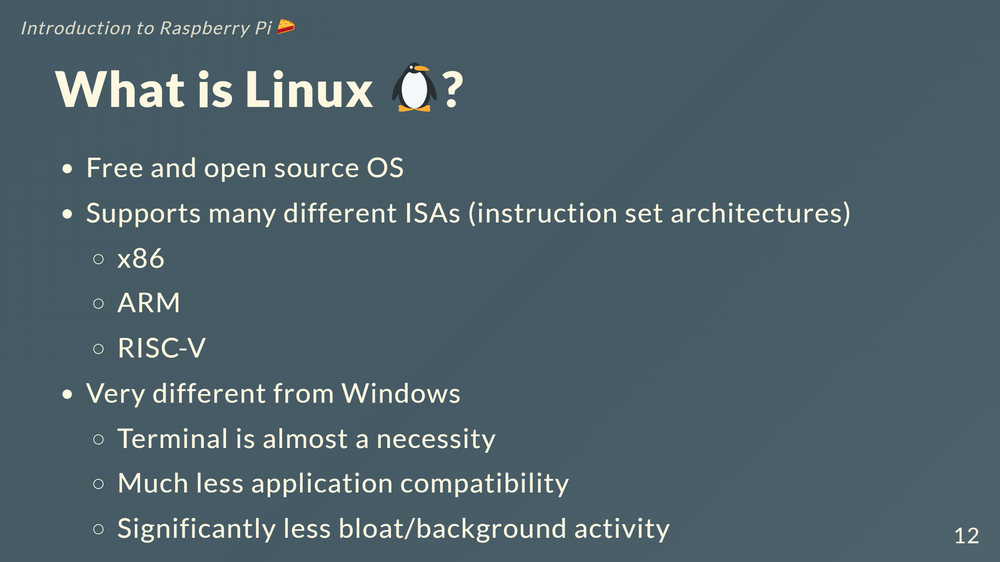 Introduction to Raspberry Pi 🥧
What is Linux 🐧?
• Free and open source OS
• Supports many different ISAs (instruction set architectures)
○ x86
○ ARM
○ RISC-V
• Very different from Windows
○ Terminal is almost a necessity
○ Much less application compatibility
○ Significantly less bloat/background activity
12